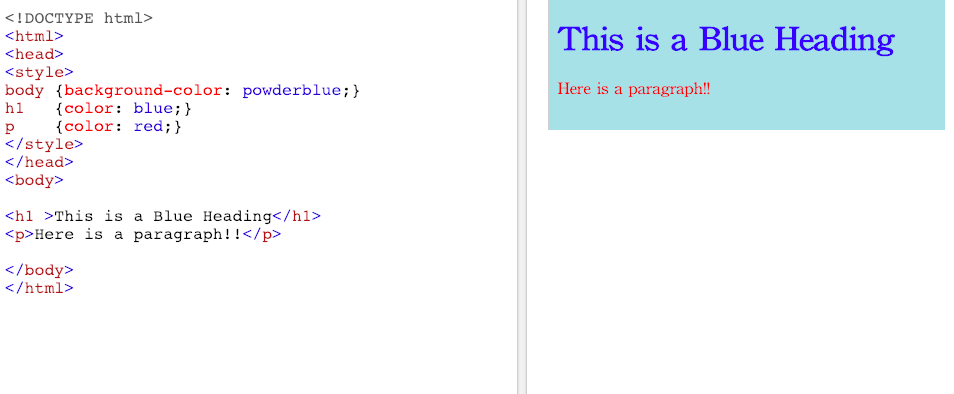 <!DOCTYPE html>
<html>
<head>
<style>
body {background-color: powderblue;}
h1   {color: blue;}
p    {color: red;}
</style>
</head>
<body>

<h1 >This is a Blue Heading</h1>
<p>Here is a paragraph!!</p>

</body>
</html>
This is a Blue Heading
Here is a paragraph!!